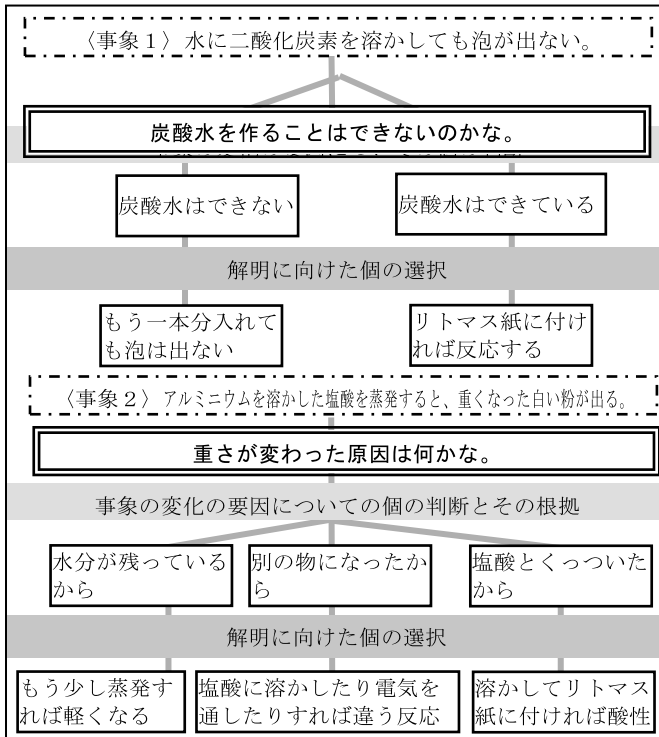 〈事象１〉水に二酸化炭素を溶かしても泡が出ない。
炭酸水を作ることはできないのかな。
炭酸水はできない
炭酸水はできている
解明に向けた個の選択
もう一本分入れて
も泡は出ない
リトマス紙に付け
れば反応する
〈事象２〉アルミニウムを溶かした塩酸を蒸発すると、重くなった白い粉が出る。
重さが変わった原因は何かな。
事象の変化の要因についての個の判断とその根拠
水分が残っている
から
別の物になったか
ら
塩酸とくっついた
から
解明に向けた個の選択
もう少し蒸発す
れば軽くなる
塩酸に溶かしたり電気を
通したりすれば違う反応
溶かしてリトマス
紙に付ければ酸性